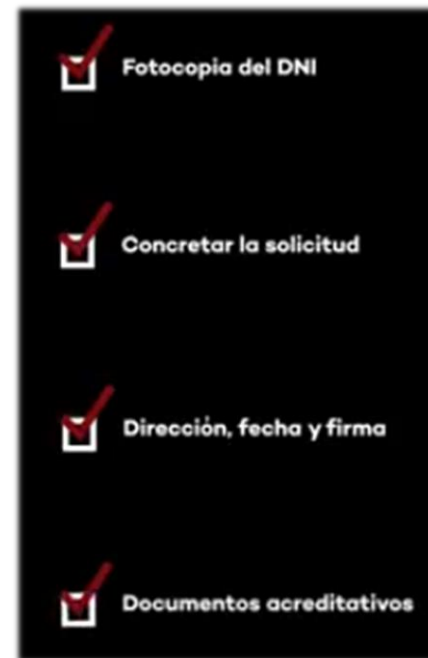 Fotocopia del DNI
Concretar la solicitud
Dirección, fecha y firma
Documentos acreditativos